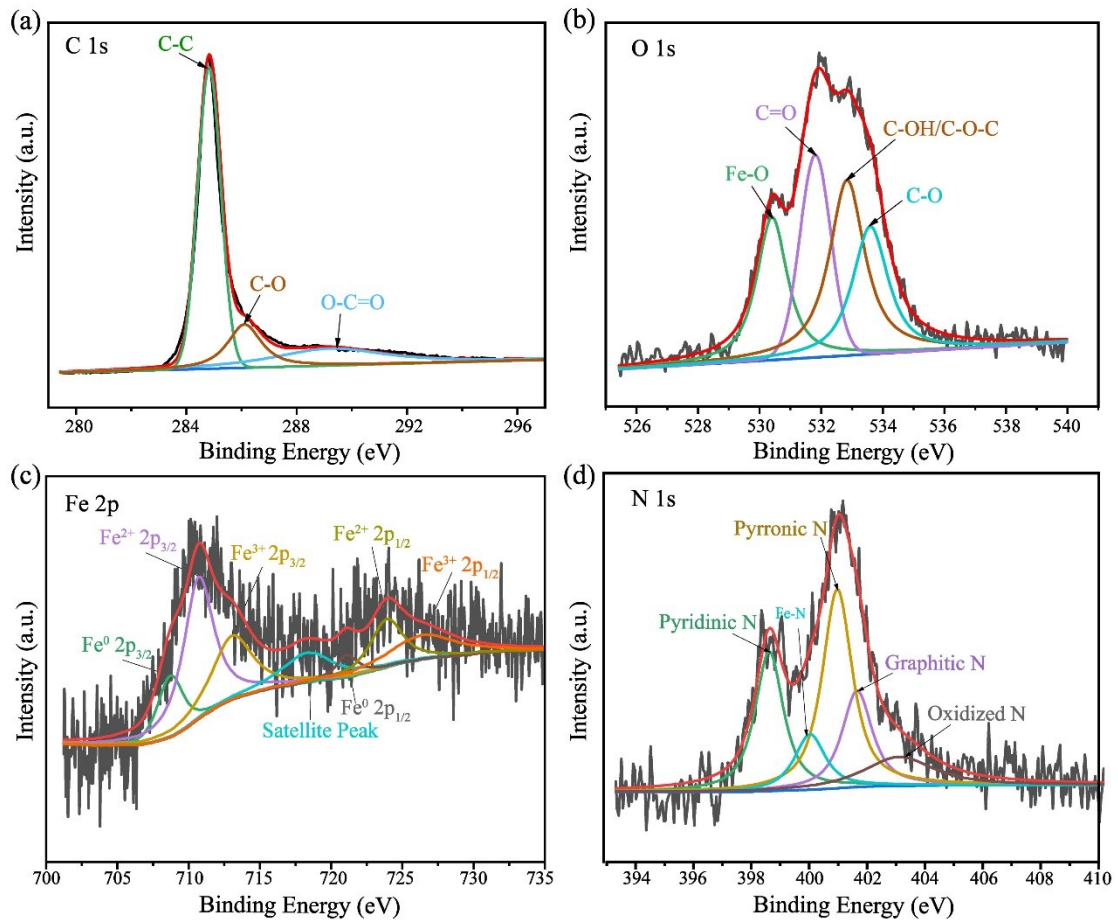 (a)
C 1s
C-C
C-O
O-C=O
Intensity (a.u.)
280 284 288 292 296
Binding Energy (eV)
(b)
O 1s
C=O
C-OH/C-O-C
Fe-O
C-O
Intensity (a.u.)
526 528 530 532 534 536 538 540
Binding Energy (eV)
(c)
Fe 2p
Fe²⁺ 2p₃/₂
Fe³⁺ 2p₃/₂
Fe²⁺ 2p₁/₂
Fe³⁺ 2p₁/₂
Fe⁰ 2p₃/₂
Fe⁰ 2p₁/₂
Satellite Peak
Intensity (a.u.)
700 705 710 715 720 725 730 735
Binding Energy (eV)
(d)
N 1s
Pyrronic N
Fe-N
Pyridinic N
Graphitic N
Oxidized N
Intensity (a.u.)
394 396 398 400 402 404 406 408 410
Binding Energy (eV)